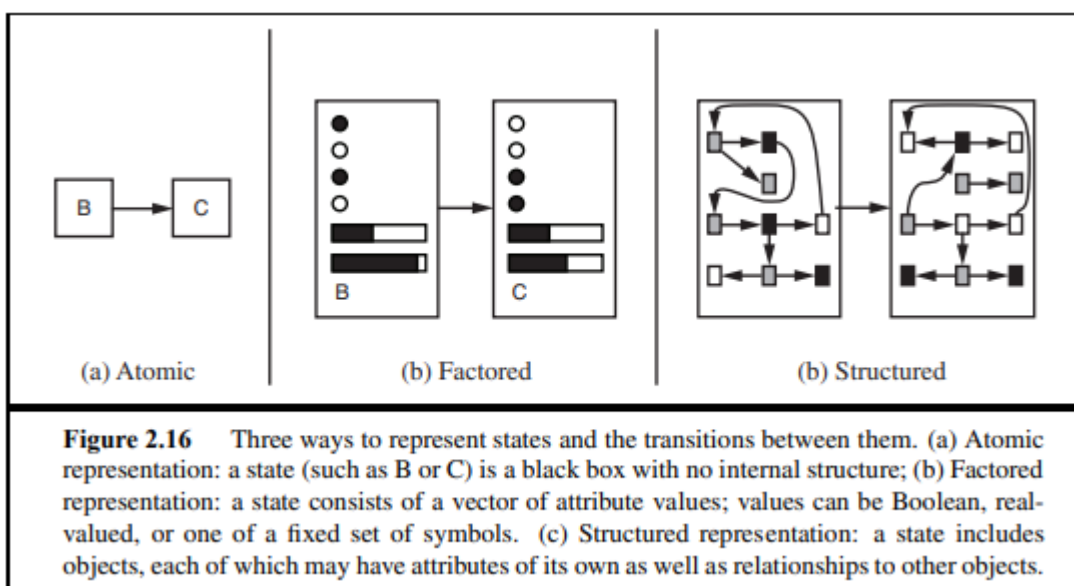 B
C
B
C
(a) Atomic
(b) Factored
(b) Structured
Figure 2.16 Three ways to represent states and the transitions between them. (a) Atomic
representation: a state (such as B or C) is a black box with no internal structure; (b) Factored
representation: a state consists of a vector of attribute values; values can be Boolean, real-
valued, or one of a fixed set of symbols. (c) Structured representation: a state includes
objects, each of which may have attributes of its own as well as relationships to other objects.